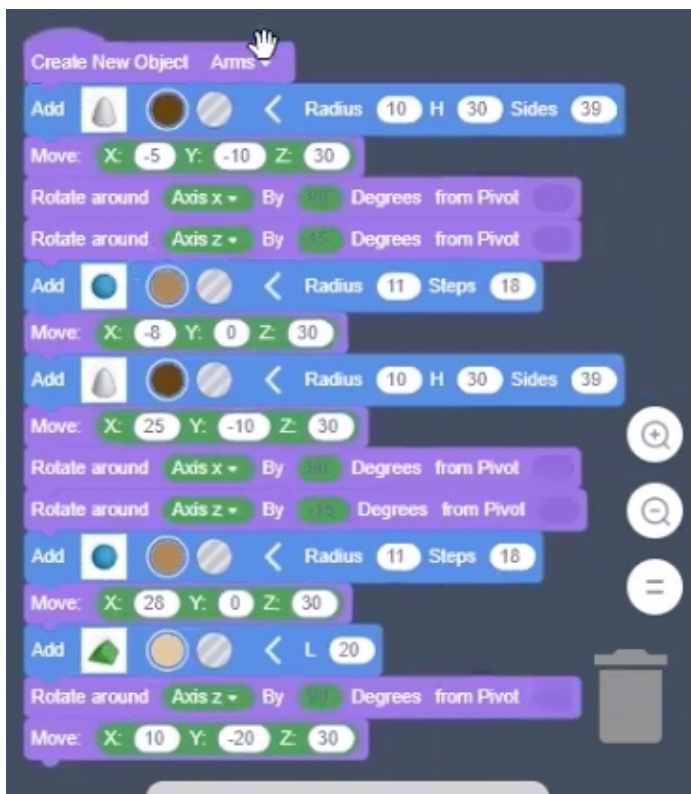 Create New Object Arms
Add Radius 10 H 30 Sides 39
Move: X: -5 Y: -10 Z: 30
Rotate around Axis x By Degrees from Pivot
Rotate around Axis z By Degrees from Pivot
Add Radius 11 Steps 18
Move: X: -8 Y: 0 Z: 30
Add Radius 10 H 30 Sides 39
Move: X: 25 Y: -10 Z: 30
Rotate around Axis x By Degrees from Pivot
Rotate around Axis z By -15 Degrees from Pivot
Add Radius 11 Steps 18
Move: X: 28 Y: 0 Z: 30
Add L 20
Rotate around Axis z By Degrees from Pivot
Move: X: 10 Y: -20 Z: 30